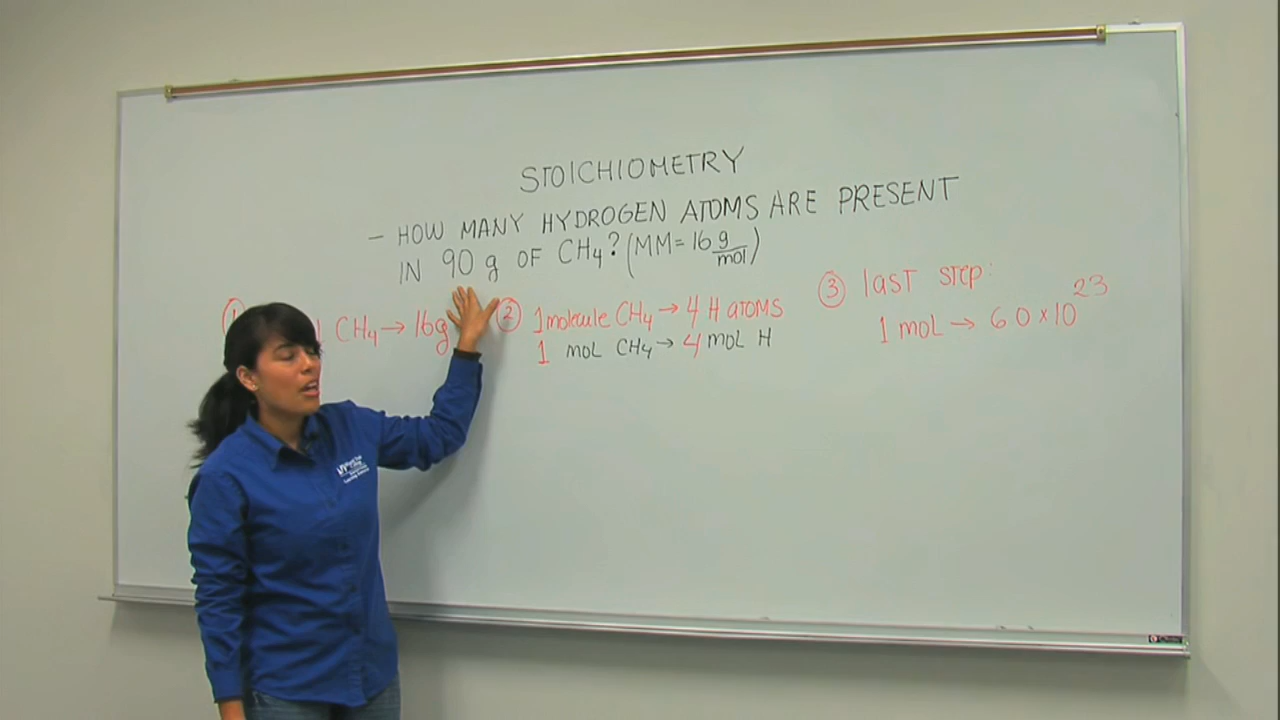 STOICHIOMETRY
- HOW MANY HYDROGEN ATOMS ARE PRESENT
IN 90 g OF CH4? (MM = 16 g/mol)
① CH4 → 16g
② 1 molecule CH4 → 4 H ATOMS
1 mol CH4 → 4 mol H
③ last step:
1 mol → 6 0 × 10^23